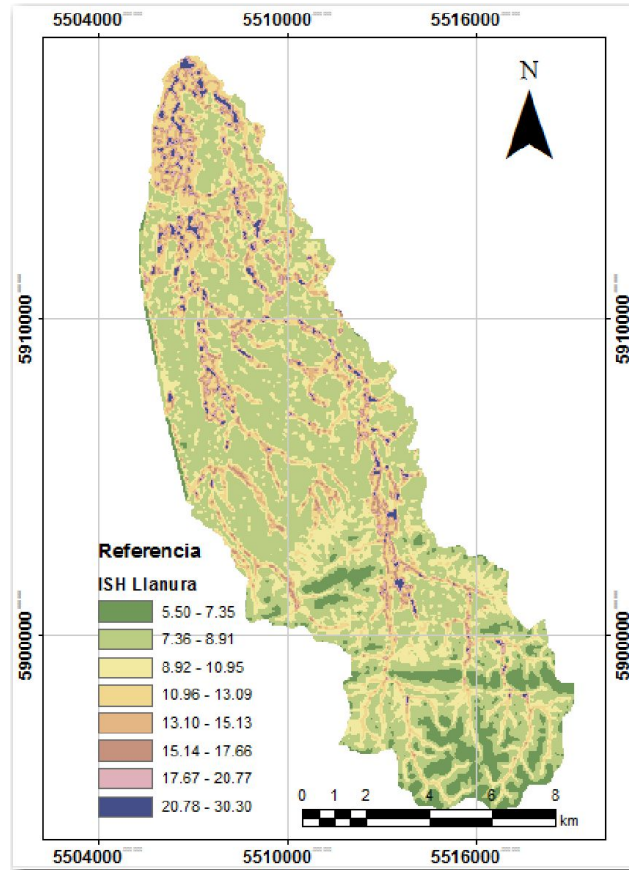 5504000 5510000 5516000
N
5910000 5910000
Referencia
ISH Llanura
5.50 - 7.35
7.36 - 8.91
8.92 - 10.95
10.96 - 13.09
13.10 - 15.13
15.14 - 17.66
17.67 - 20.77
20.78 - 30.30
5900000 5900000
0 1 2 4 6 8
km
5504000 5510000 5516000